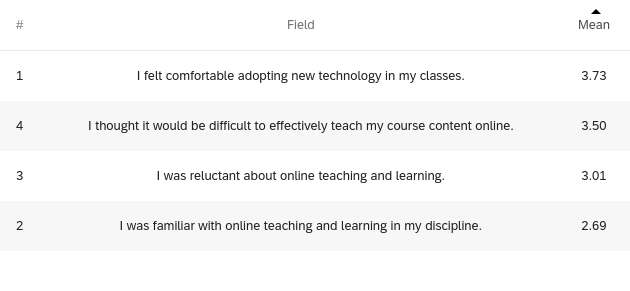 # Field Mean
1 I felt comfortable adopting new technology in my classes. 3.73
4 I thought it would be difficult to effectively teach my course content online. 3.50
3 I was reluctant about online teaching and learning. 3.01
2 I was familiar with online teaching and learning in my discipline. 2.69